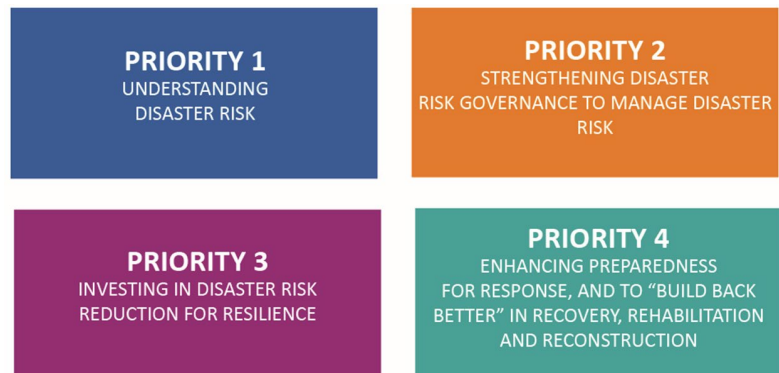 PRIORITY 1
UNDERSTANDING
DISASTER RISK
PRIORITY 2
STRENGTHENING DISASTER
RISK GOVERNANCE TO MANAGE DISASTER
RISK
PRIORITY 3
INVESTING IN DISASTER RISK
REDUCTION FOR RESILIENCE
PRIORITY 4
ENHANCING PREPAREDNESS
FOR RESPONSE, AND TO “BUILD BACK
BETTER” IN RECOVERY, REHABILITATION
AND RECONSTRUCTION